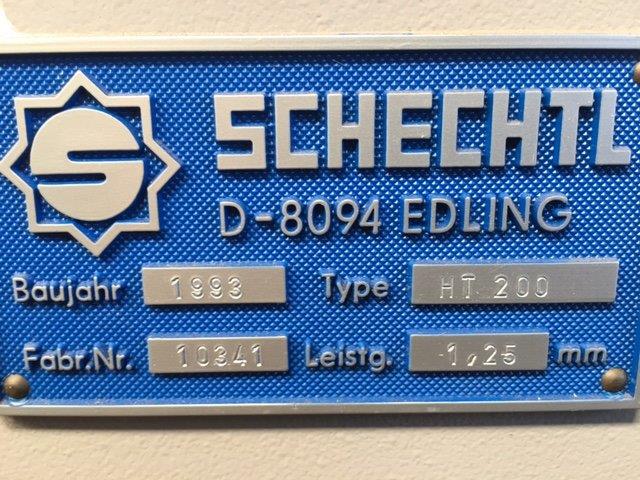 S SCHECHTL
D-8094 EDLING
Baujahr 1993 Type HT 200
Fabr.Nr. 10341 Leistg. 1,25 mm